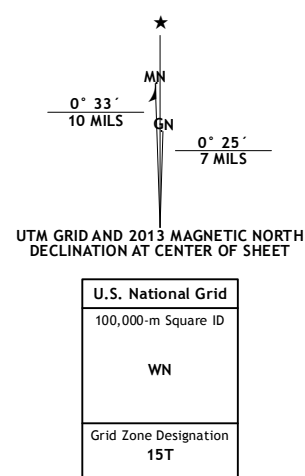 ★
MN
0° 33´
10 MILS
GN
0° 25´
7 MILS
UTM GRID AND 2013 MAGNETIC NORTH
DECLINATION AT CENTER OF SHEET
U.S. National Grid
100,000-m Square ID
WN
Grid Zone Designation
15T